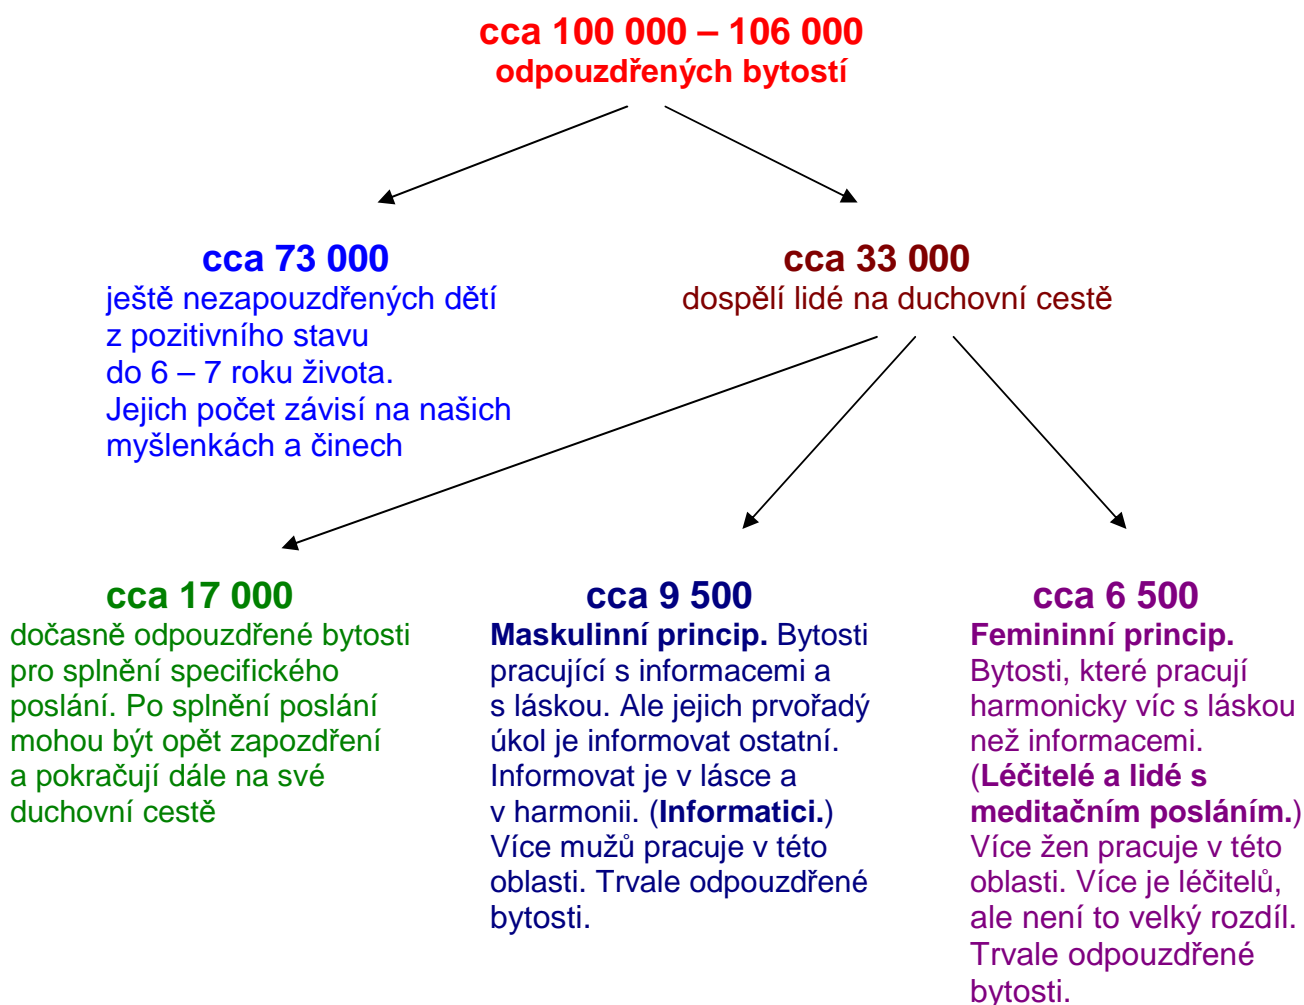 cca 100 000 – 106 000
odpouzdřených bytostí
cca 73 000
ještě nezapouzdřených dětí
z pozitivního stavu
do 6 – 7 roku života.
Jejich počet závisí na našich
myšlenkách a činech
cca 33 000
dospělí lidé na duchovní cestě
cca 17 000
dočasně odpouzdřené bytosti
pro splnění specifického
poslání. Po splnění poslání
mohou být opět zapozdření
a pokračují dále na své
duchovní cestě
cca 9 500
Maskulinní princip. Bytosti
pracující s informacemi a
s láskou. Ale jejich prvořadý
úkol je informovat ostatní.
Informovat je v lásce a
v harmonii. (Informatici.)
Více mužů pracuje v této
oblasti. Trvale odpouzdřené
bytosti.
cca 6 500
Femininní princip.
Bytosti, které pracují
harmonicky víc s láskou
než informacemi.
(Léčitelé a lidé s
meditačním posláním.)
Více žen pracuje v této
oblasti. Více je léčitelů,
ale není to velký rozdíl.
Trvale odpouzdřené
bytosti.